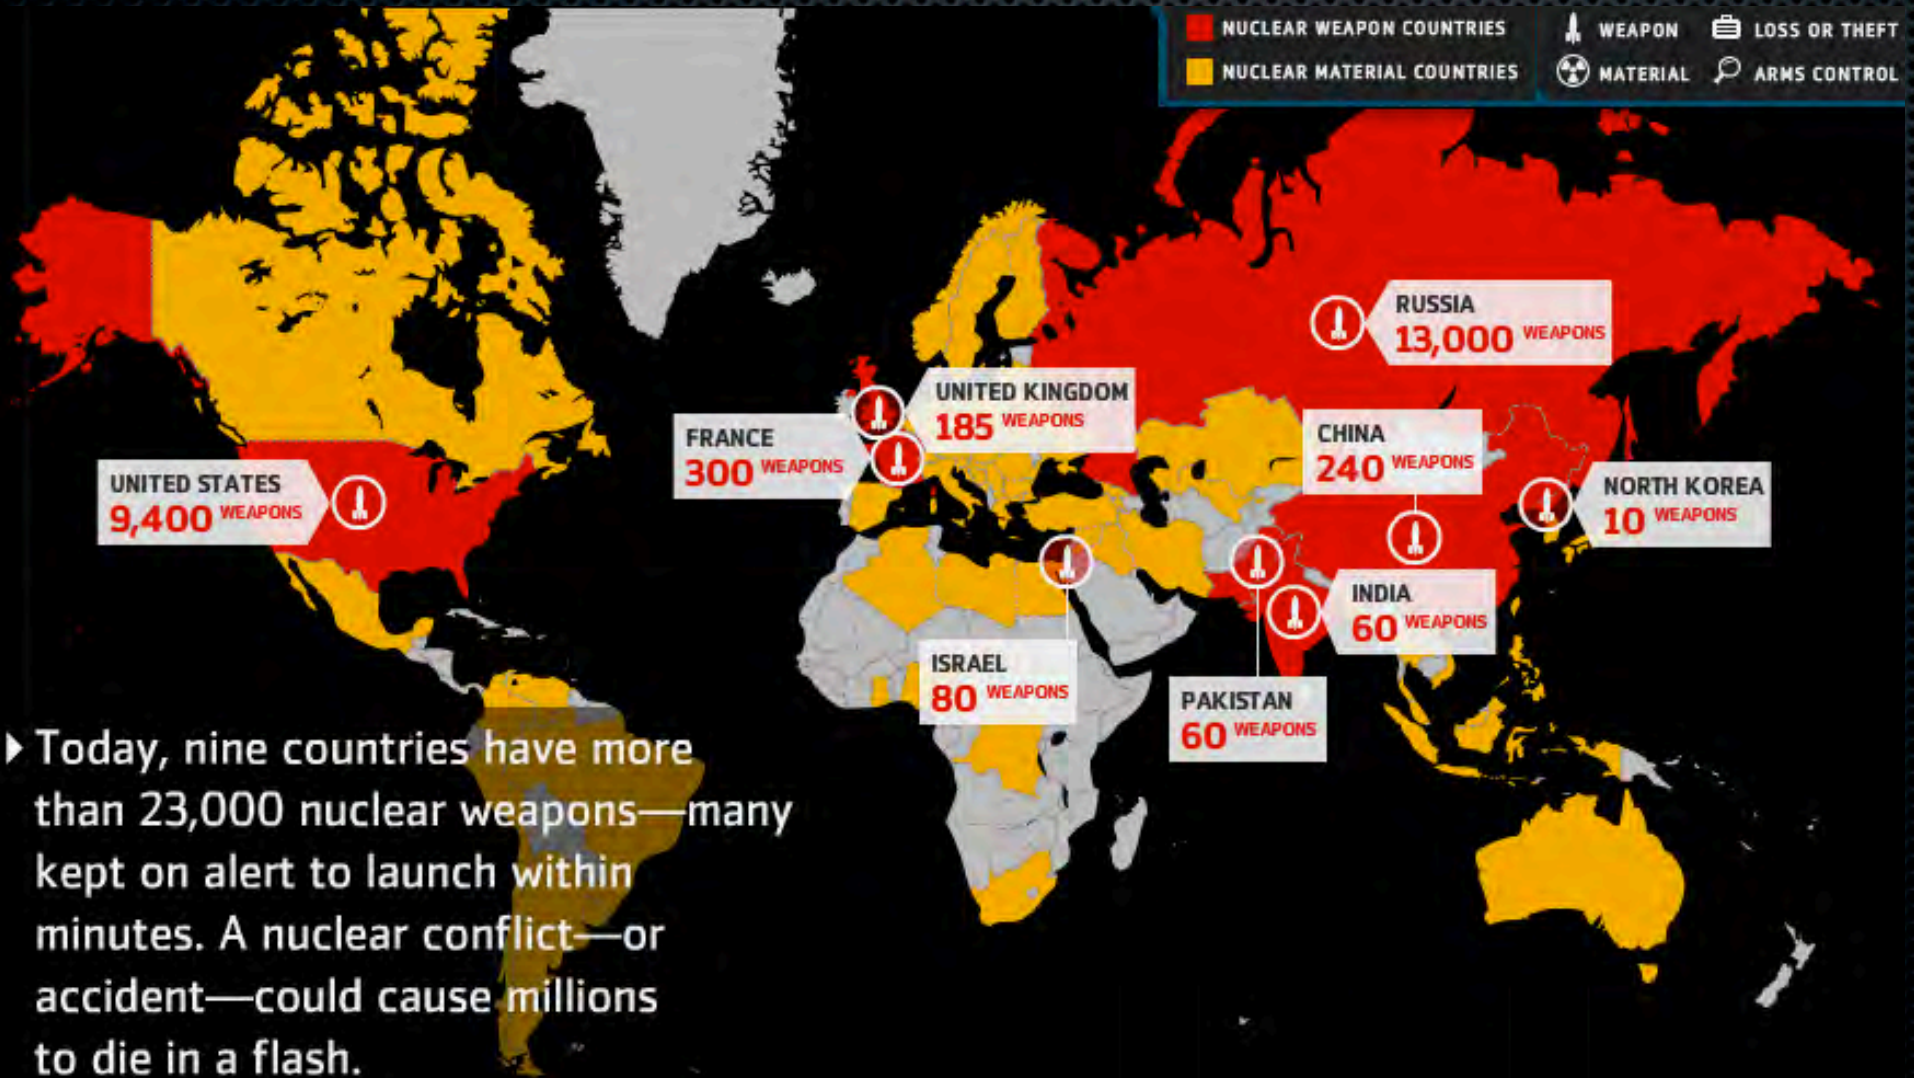 NUCLEAR WEAPON COUNTRIES
NUCLEAR MATERIAL COUNTRIES
WEAPON
LOSS OR THEFT
MATERIAL
ARMS CONTROL
RUSSIA
13,000 WEAPONS
UNITED KINGDOM
185 WEAPONS
FRANCE
300 WEAPONS
CHINA
240 WEAPONS
UNITED STATES
9,400 WEAPONS
NORTH KOREA
10 WEAPONS
INDIA
60 WEAPONS
ISRAEL
80 WEAPONS
PAKISTAN
60 WEAPONS
Today, nine countries have more
than 23,000 nuclear weapons—many
kept on alert to launch within
minutes. A nuclear conflict—or
accident—could cause millions
to die in a flash.